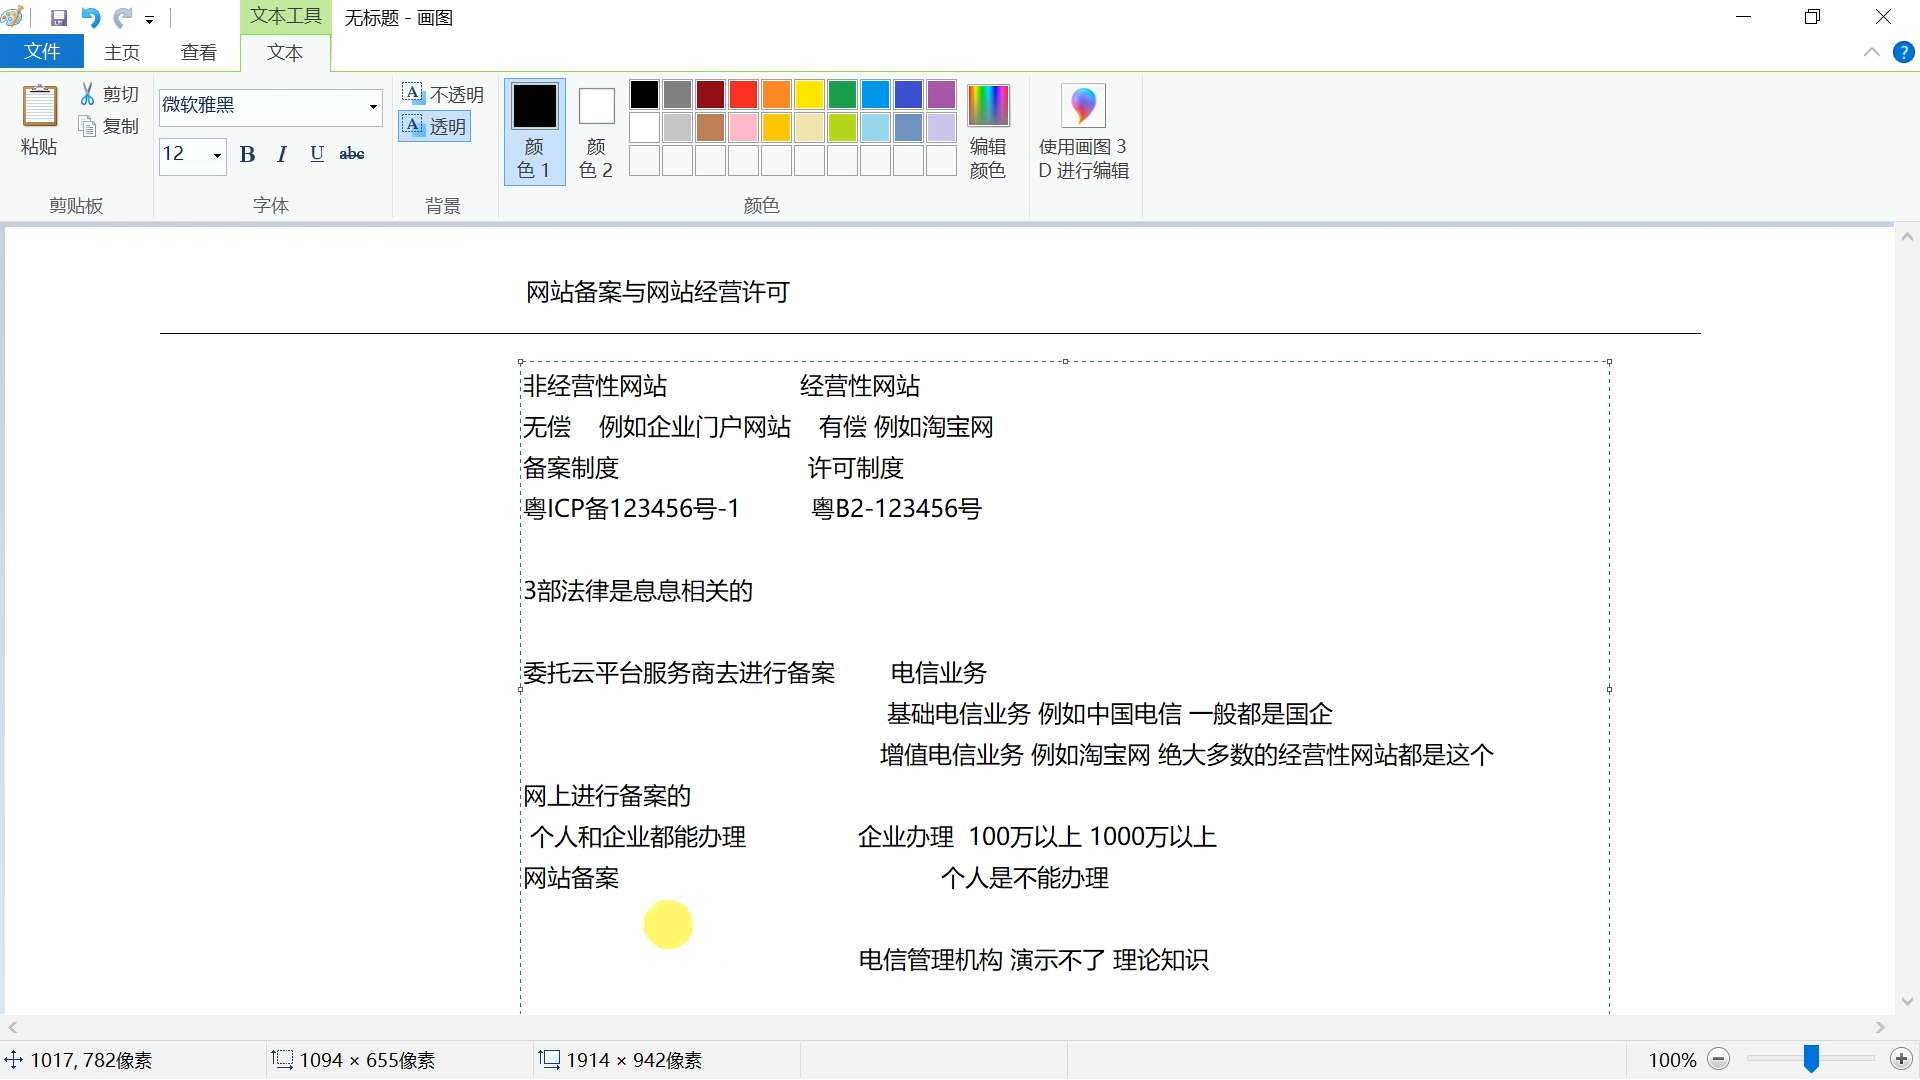 文本工具 无标题 - 画图
文件 主页 查看 文本
粘贴 剪切 复制
微软雅黑
12 B I U abc
不透明
透明
颜色 1
颜色 2
编辑颜色
使用画图 3D 进行编辑
剪贴板 字体 背景 颜色
网站备案与网站经营许可
非经营性网站 经营性网站
无偿 例如企业门户网站 有偿 例如淘宝网
备案制度 许可制度
粤ICP备123456号-1 粤B2-123456号
3部法律是息息相关的
委托云平台服务商去进行备案 电信业务
基础电信业务 例如中国电信 一般都是国企
增值电信业务 例如淘宝网 绝大多数的经营性网站都是这个
网上进行备案的
个人和企业都能办理 企业办理 100万以上 1000万以上
网站备案 个人是不能办理
电信管理机构 演示不了 理论知识
1017, 782像素 1094 × 655像素 1914 × 942像素 100%